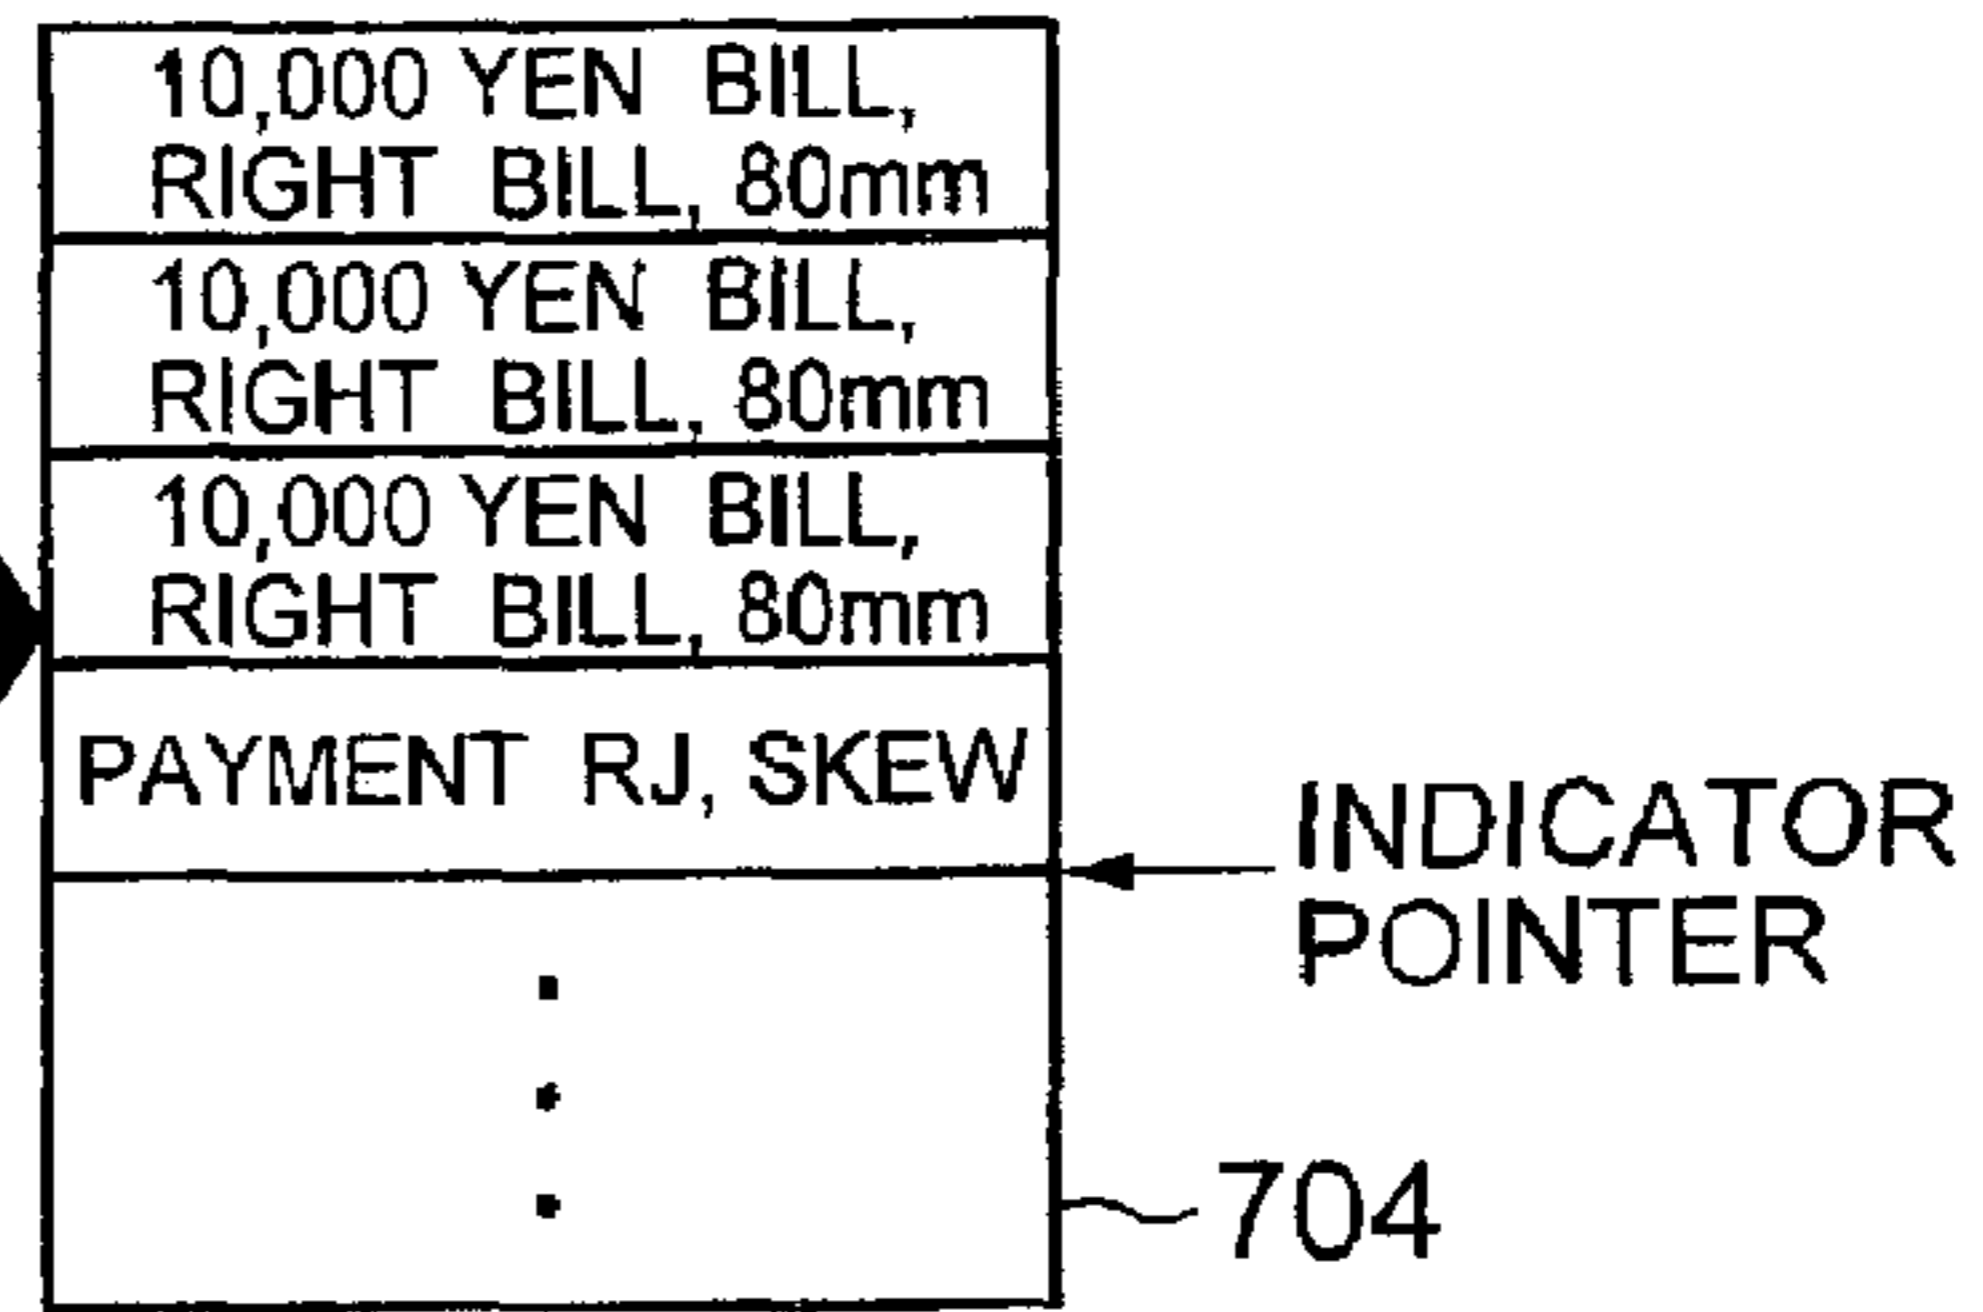 10,000 YEN BILL,
RIGHT BILL, 80mm
10,000 YEN BILL,
RIGHT BILL, 80mm
10,000 YEN BILL,
RIGHT BILL, 80mm
PAYMENT RJ, SKEW
INDICATOR
POINTER
704